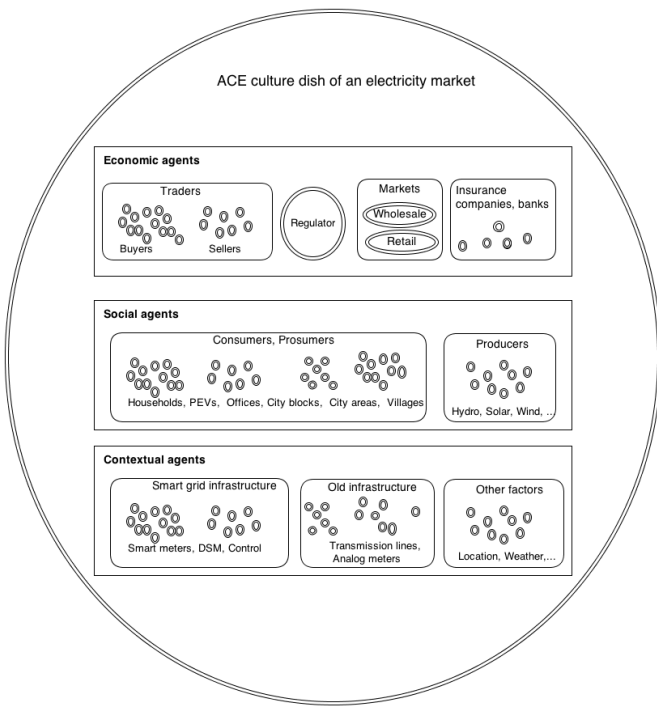 ACE culture dish of an electricity market
Economic agents
Traders
Buyers
Sellers
Regulator
Markets
Wholesale
Retail
Insurance
companies, banks
Social agents
Consumers, Prosumers
Households, PEVs, Offices, City blocks, City areas, Villages
Producers
Hydro, Solar, Wind, ...
Contextual agents
Smart grid infrastructure
Smart meters, DSM, Control
Old infrastructure
Transmission lines,
Analog meters
Other factors
Location, Weather,...